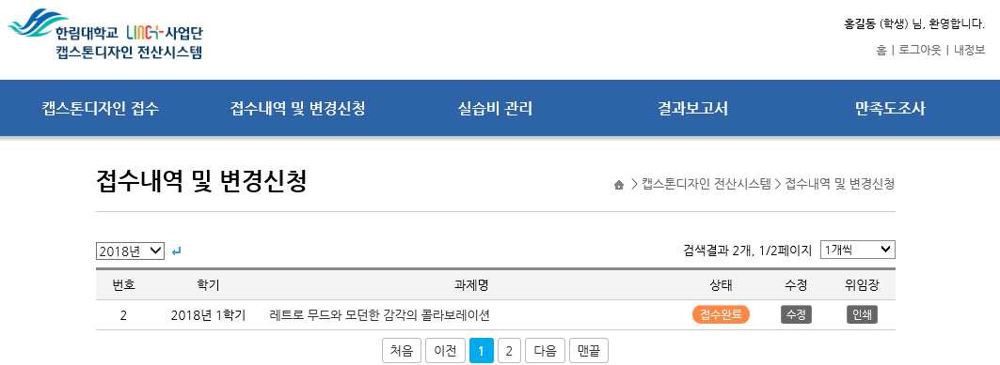 한림대학교 LINC+사업단
캡스톤디자인 전산시스템
홍길동 (학생) 님, 환영합니다.
홈 | 로그아웃 | 내정보
캡스톤디자인 접수 접수내역 및 변경신청 실습비 관리 결과보고서 만족도조사
접수내역 및 변경신청
> 캡스톤디자인 전산시스템 > 접수내역 및 변경신청
2018년
검색결과 2개, 1/2페이지 1개씩
번호 학기 과제명 상태 수정 위임장
2 2018년 1학기 레트로 무드와 모던한 감각의 콜라보레이션 접수완료 수정 인쇄
처음 이전 1 2 다음 맨끝